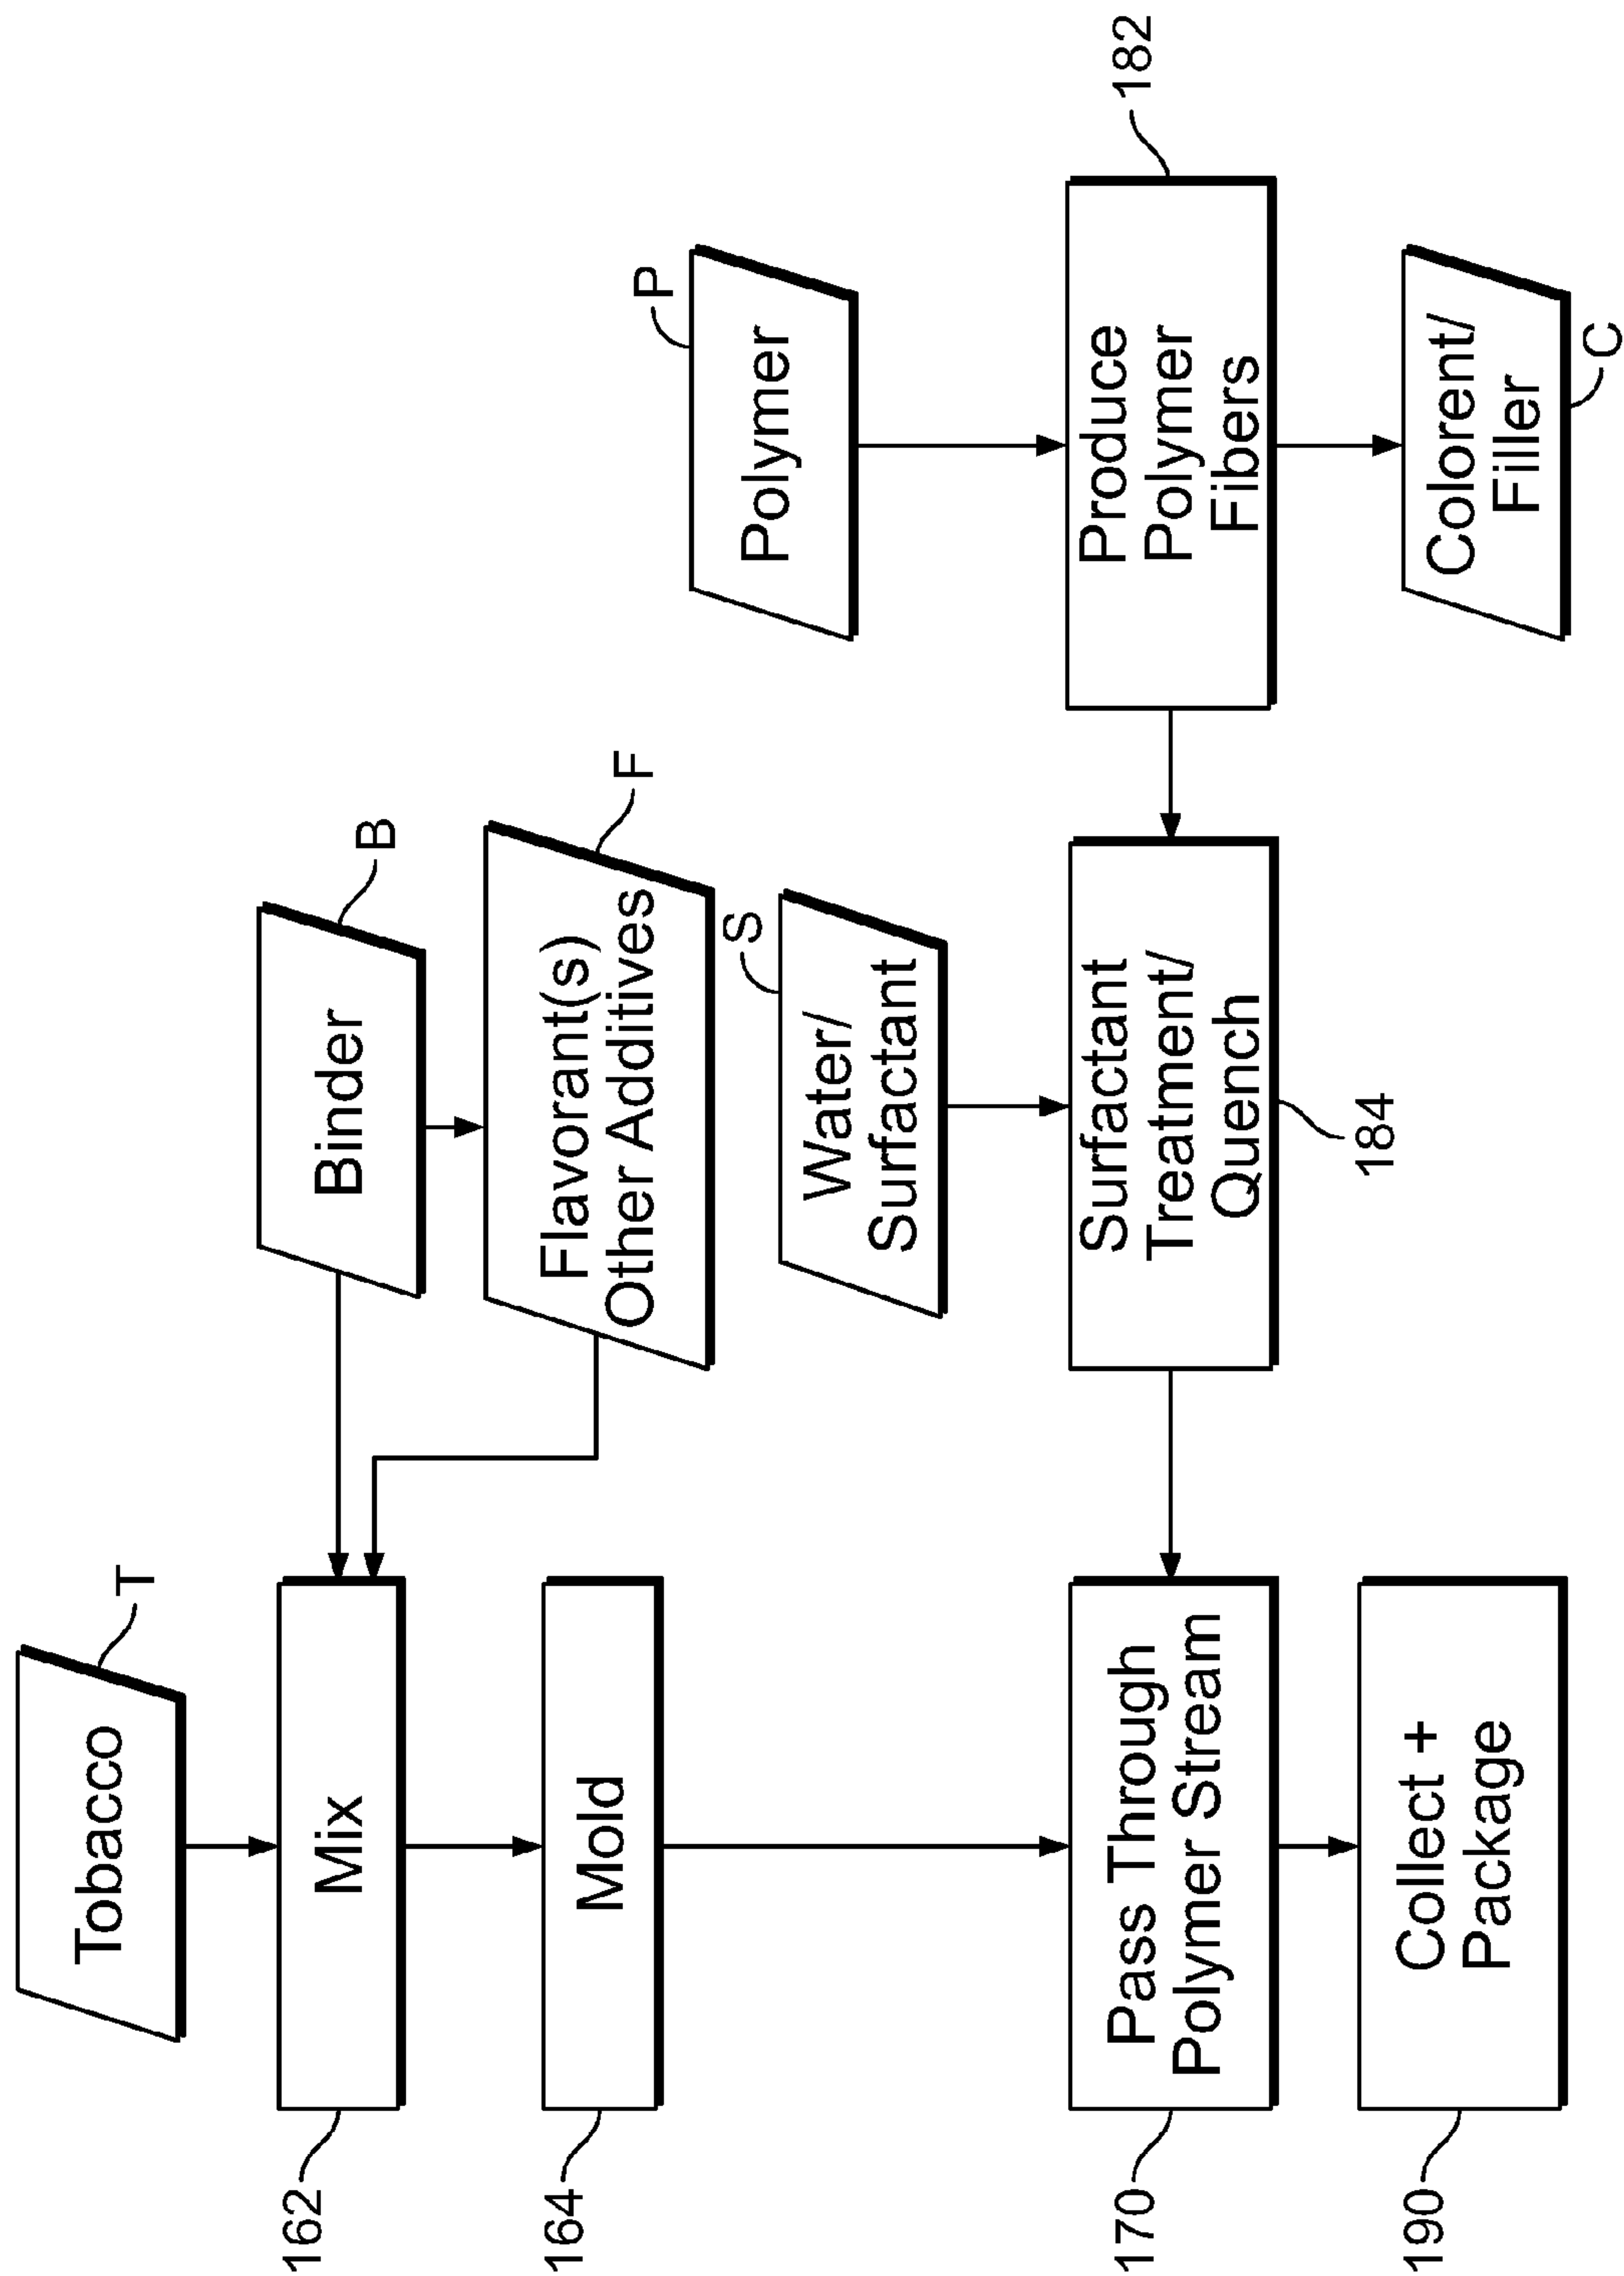 Tobacco
T
162
Mix
Binder
B
Flavorant(s)
Other Additives
F
164
Mold
Water/
Surfactant
S
Polymer
P
170
Pass Through
Polymer Stream
Surfactant
Treatment/
Quench
184
Produce
Polymer
Fibers
182
190
Collect +
Package
Colorent/
Filler
C